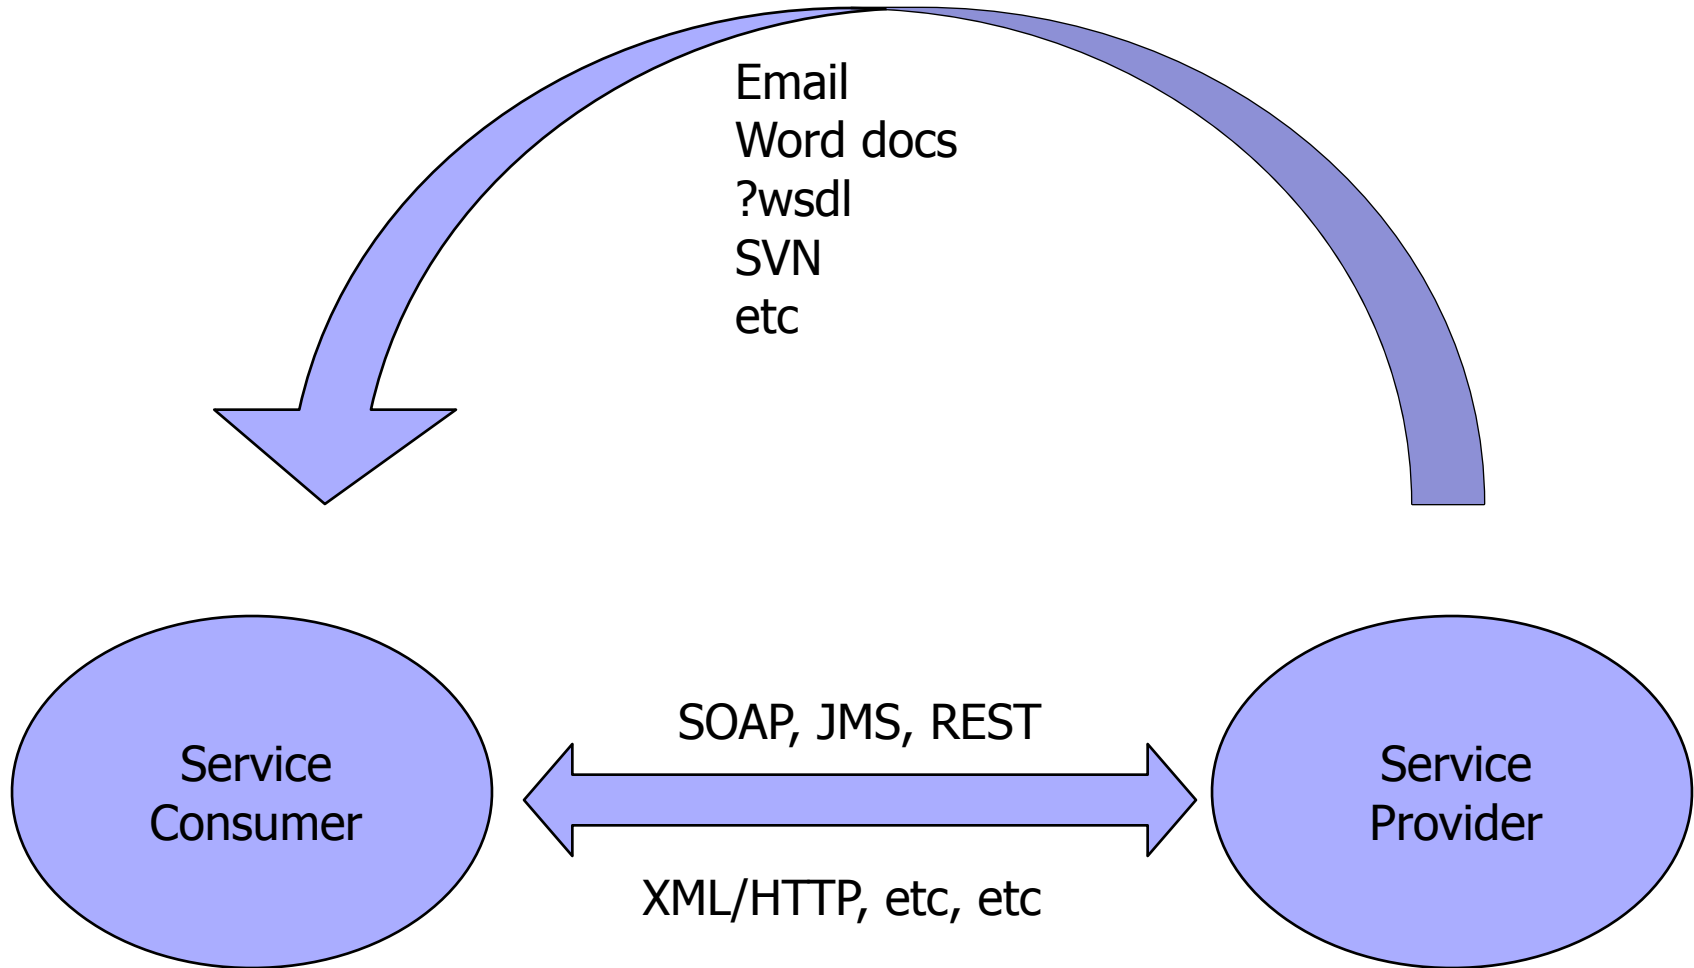 Email
Word docs
?wsdl
SVN
etc
SOAP, JMS, REST
Service
Consumer
Service
Provider
XML/HTTP, etc, etc